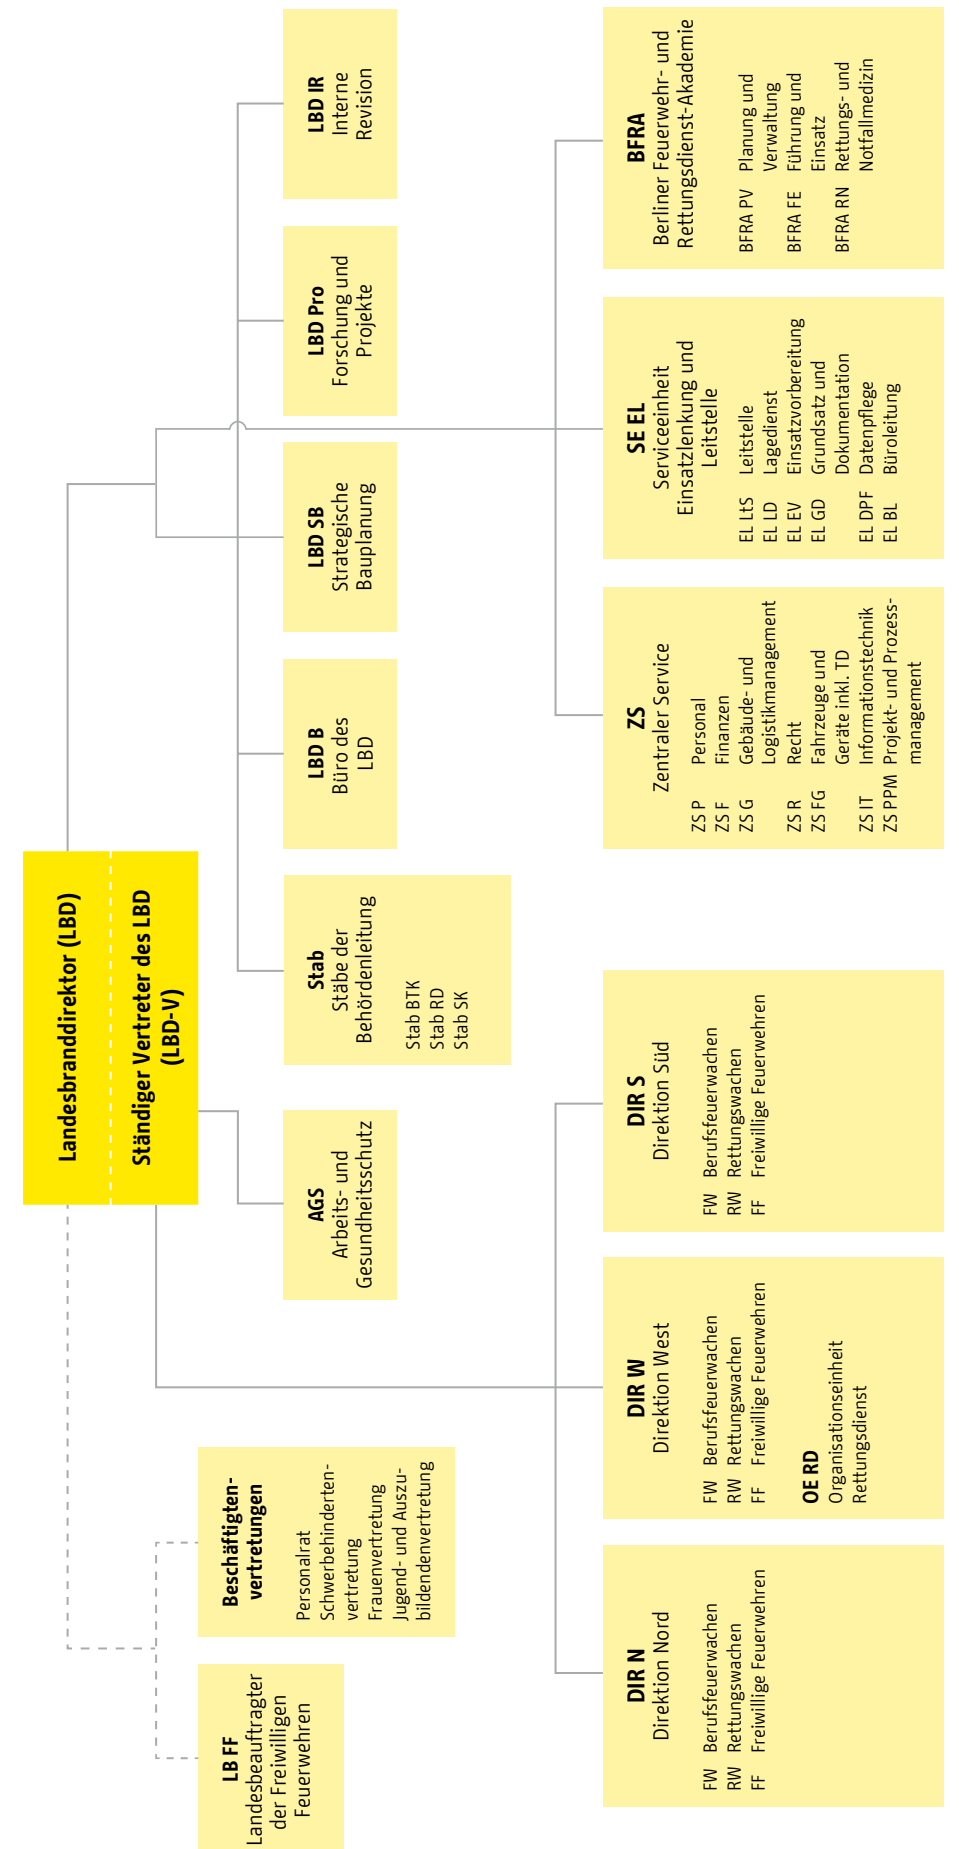 Landesbranddirektor (LBD)
Ständiger Vertreter des LBD
(LBD-V)
LB FF
Landesbeauftragter
der Freiwilligen
Feuerwehren
Beschäftigten-
vertretungen
Personalrat
Schwerbehinderten-
vertretung
Frauenvertretung
Jugend- und Auszu-
bildendenvertretung
AGS
Arbeits- und
Gesundheitsschutz
Stab
Stäbe der
Behördenleitung
Stab BTK
Stab RD
Stab SK
LBD B
Büro des
LBD
LBD SB
Strategische
Bauplanung
LBD Pro
Forschung und
Projekte
LBD IR
Interne
Revision
DIR N
Direktion Nord
FW Berufsfeuerwachen
RW Rettungswachen
FF Freiwillige Feuerwehren
DIR W
Direktion West
FW Berufsfeuerwachen
RW Rettungswachen
FF Freiwillige Feuerwehren
OE RD
Organisationseinheit
Rettungsdienst
DIR S
Direktion Süd
FW Berufsfeuerwachen
RW Rettungswachen
FF Freiwillige Feuerwehren
ZS
Zentraler Service
ZS P Personal
ZS F Finanzen
ZS G Gebäude- und
Logistikmanagement
ZS R Recht
ZS FG Fahrzeuge und
Geräte inkl. TD
ZS IT Informationstechnik
ZS PPM Projekt- und Prozess-
management
SE EL
Serviceeinheit
Einsatzlenkung und
Leitstelle
EL LtS Leitstelle
EL LD Lagedienst
EL EV Einsatzvorbereitung
EL GD Grundsatz und
Dokumentation
EL DPF Datenpflege
EL BL Büroleitung
BFRA
Berliner Feuerwehr- und
Rettungsdienst-Akademie
BFRA PV Planung und
Verwaltung
BFRA FE Führung und
Einsatz
BFRA RN Rettungs- und
Notfallmedizin